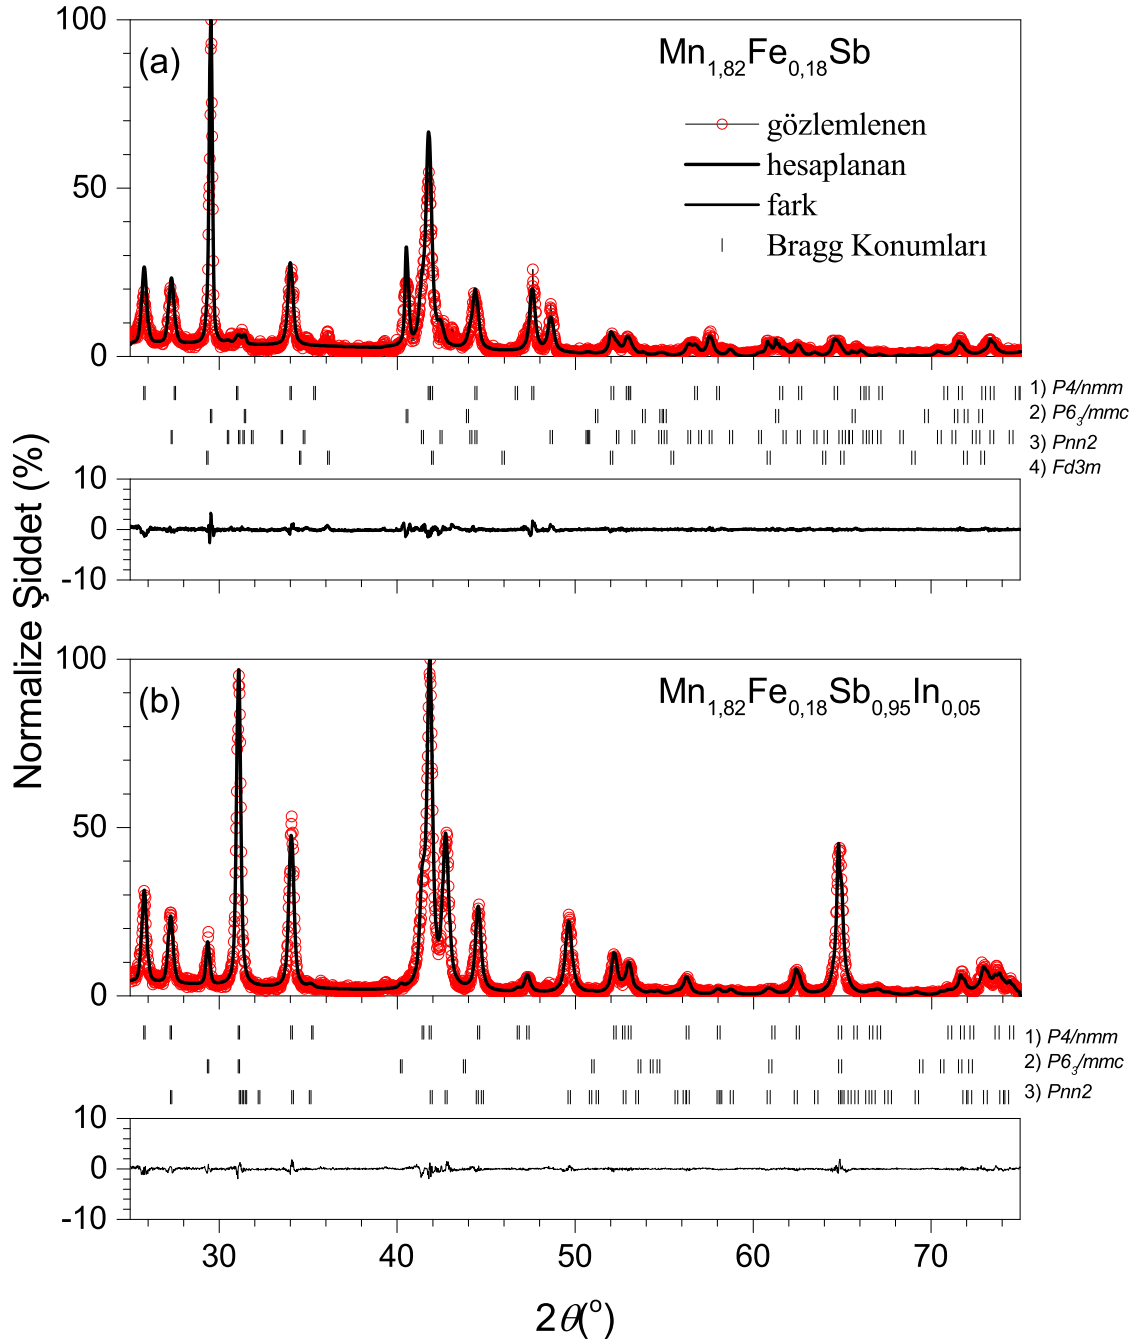 Normalize Şiddet (%)
100
50
0
(a)
Mn1,82Fe0,18Sb
gözlemlenen
hesaplanan
fark
Bragg Konumları
1) P4/nmm
2) P63/mmc
3) Pnn2
4) Fd3m
10
0
-10
100
50
0
(b)
Mn1,82Fe0,18Sb0,95In0,05
1) P4/nmm
2) P63/mmc
3) Pnn2
10
0
-10
30 40 50 60 70
2θ(o)